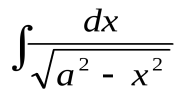 ∫ dx / √(a² - x²)